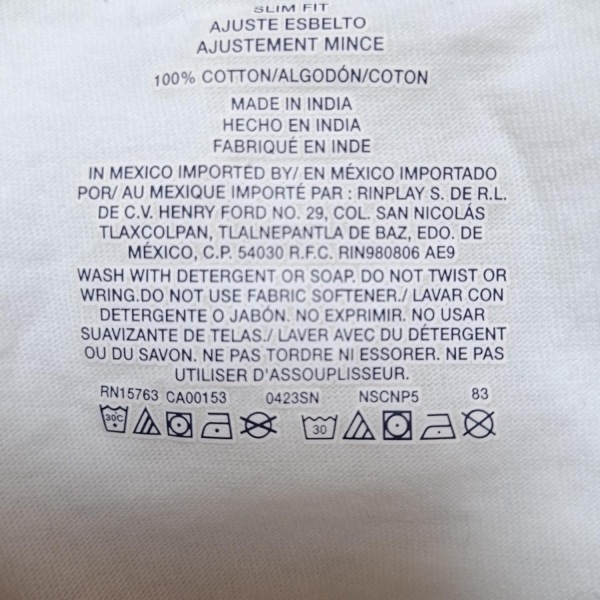 SLIM FIT
AJUSTE ESBELTO
AJUSTEMENT MINCE
100% COTTON/ALGODÓN/COTON
MADE IN INDIA
HECHO EN INDIA
FABRIQUÉ EN INDE
IN MEXICO IMPORTED BY/ EN MÉXICO IMPORTADO
POR/ AU MEXIQUE IMPORTÉ PAR : RINPLAY S. DE R.L.
DE C.V. HENRY FORD NO. 29, COL. SAN NICOLÁS
TLAXCOLPAN, TLALNEPANTLA DE BAZ, EDO. DE
MÉXICO, C.P. 54030 R.F.C. RIN980806 AE9
WASH WITH DETERGENT OR SOAP. DO NOT TWIST OR
WRING.DO NOT USE FABRIC SOFTENER./ LAVAR CON
DETERGENTE O JABÓN. NO EXPRIMIR. NO USAR
SUAVIZANTE DE TELAS./ LAVER AVEC DU DÉTERGENT
OU DU SAVON. NE PAS TORDRE NI ESSORER. NE PAS
UTILISER D'ASSOUPLISSEUR.
RN15763 CA00153 0423SN NSCNP5 83
30C 30